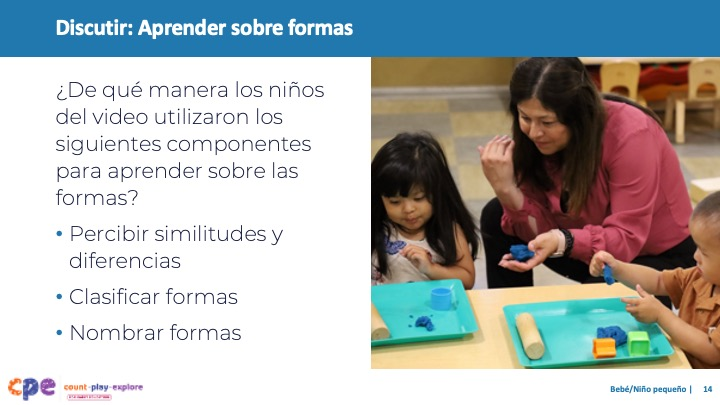 Discutir: Aprender sobre formas
¿De qué manera los niños
del video utilizaron los
siguientes componentes
para aprender sobre las
formas?
• Percibir similitudes y
diferencias
• Clasificar formas
• Nombrar formas
cpe count-play-explore
Bebé/Niño pequeño | 14